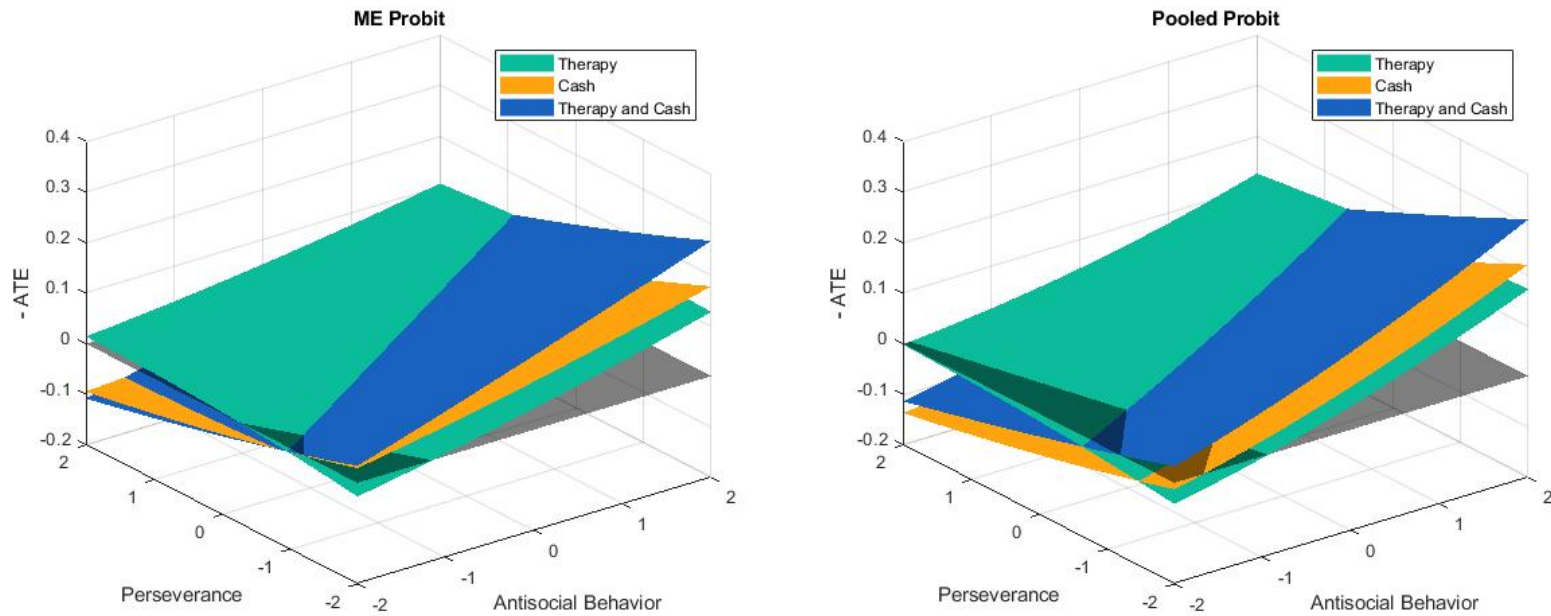 ME Probit
Therapy
Cash
Therapy and Cash
0.4
0.3
0.2
0.1
0
-0.1
-0.2
- ATE
2
1
0
-1
-2
Perseverance
-2
-1
0
1
2
Antisocial Behavior
Pooled Probit
Therapy
Cash
Therapy and Cash
0.4
0.3
0.2
0.1
0
-0.1
-0.2
- ATE
2
1
0
-1
-2
Perseverance
-2
-1
0
1
2
Antisocial Behavior